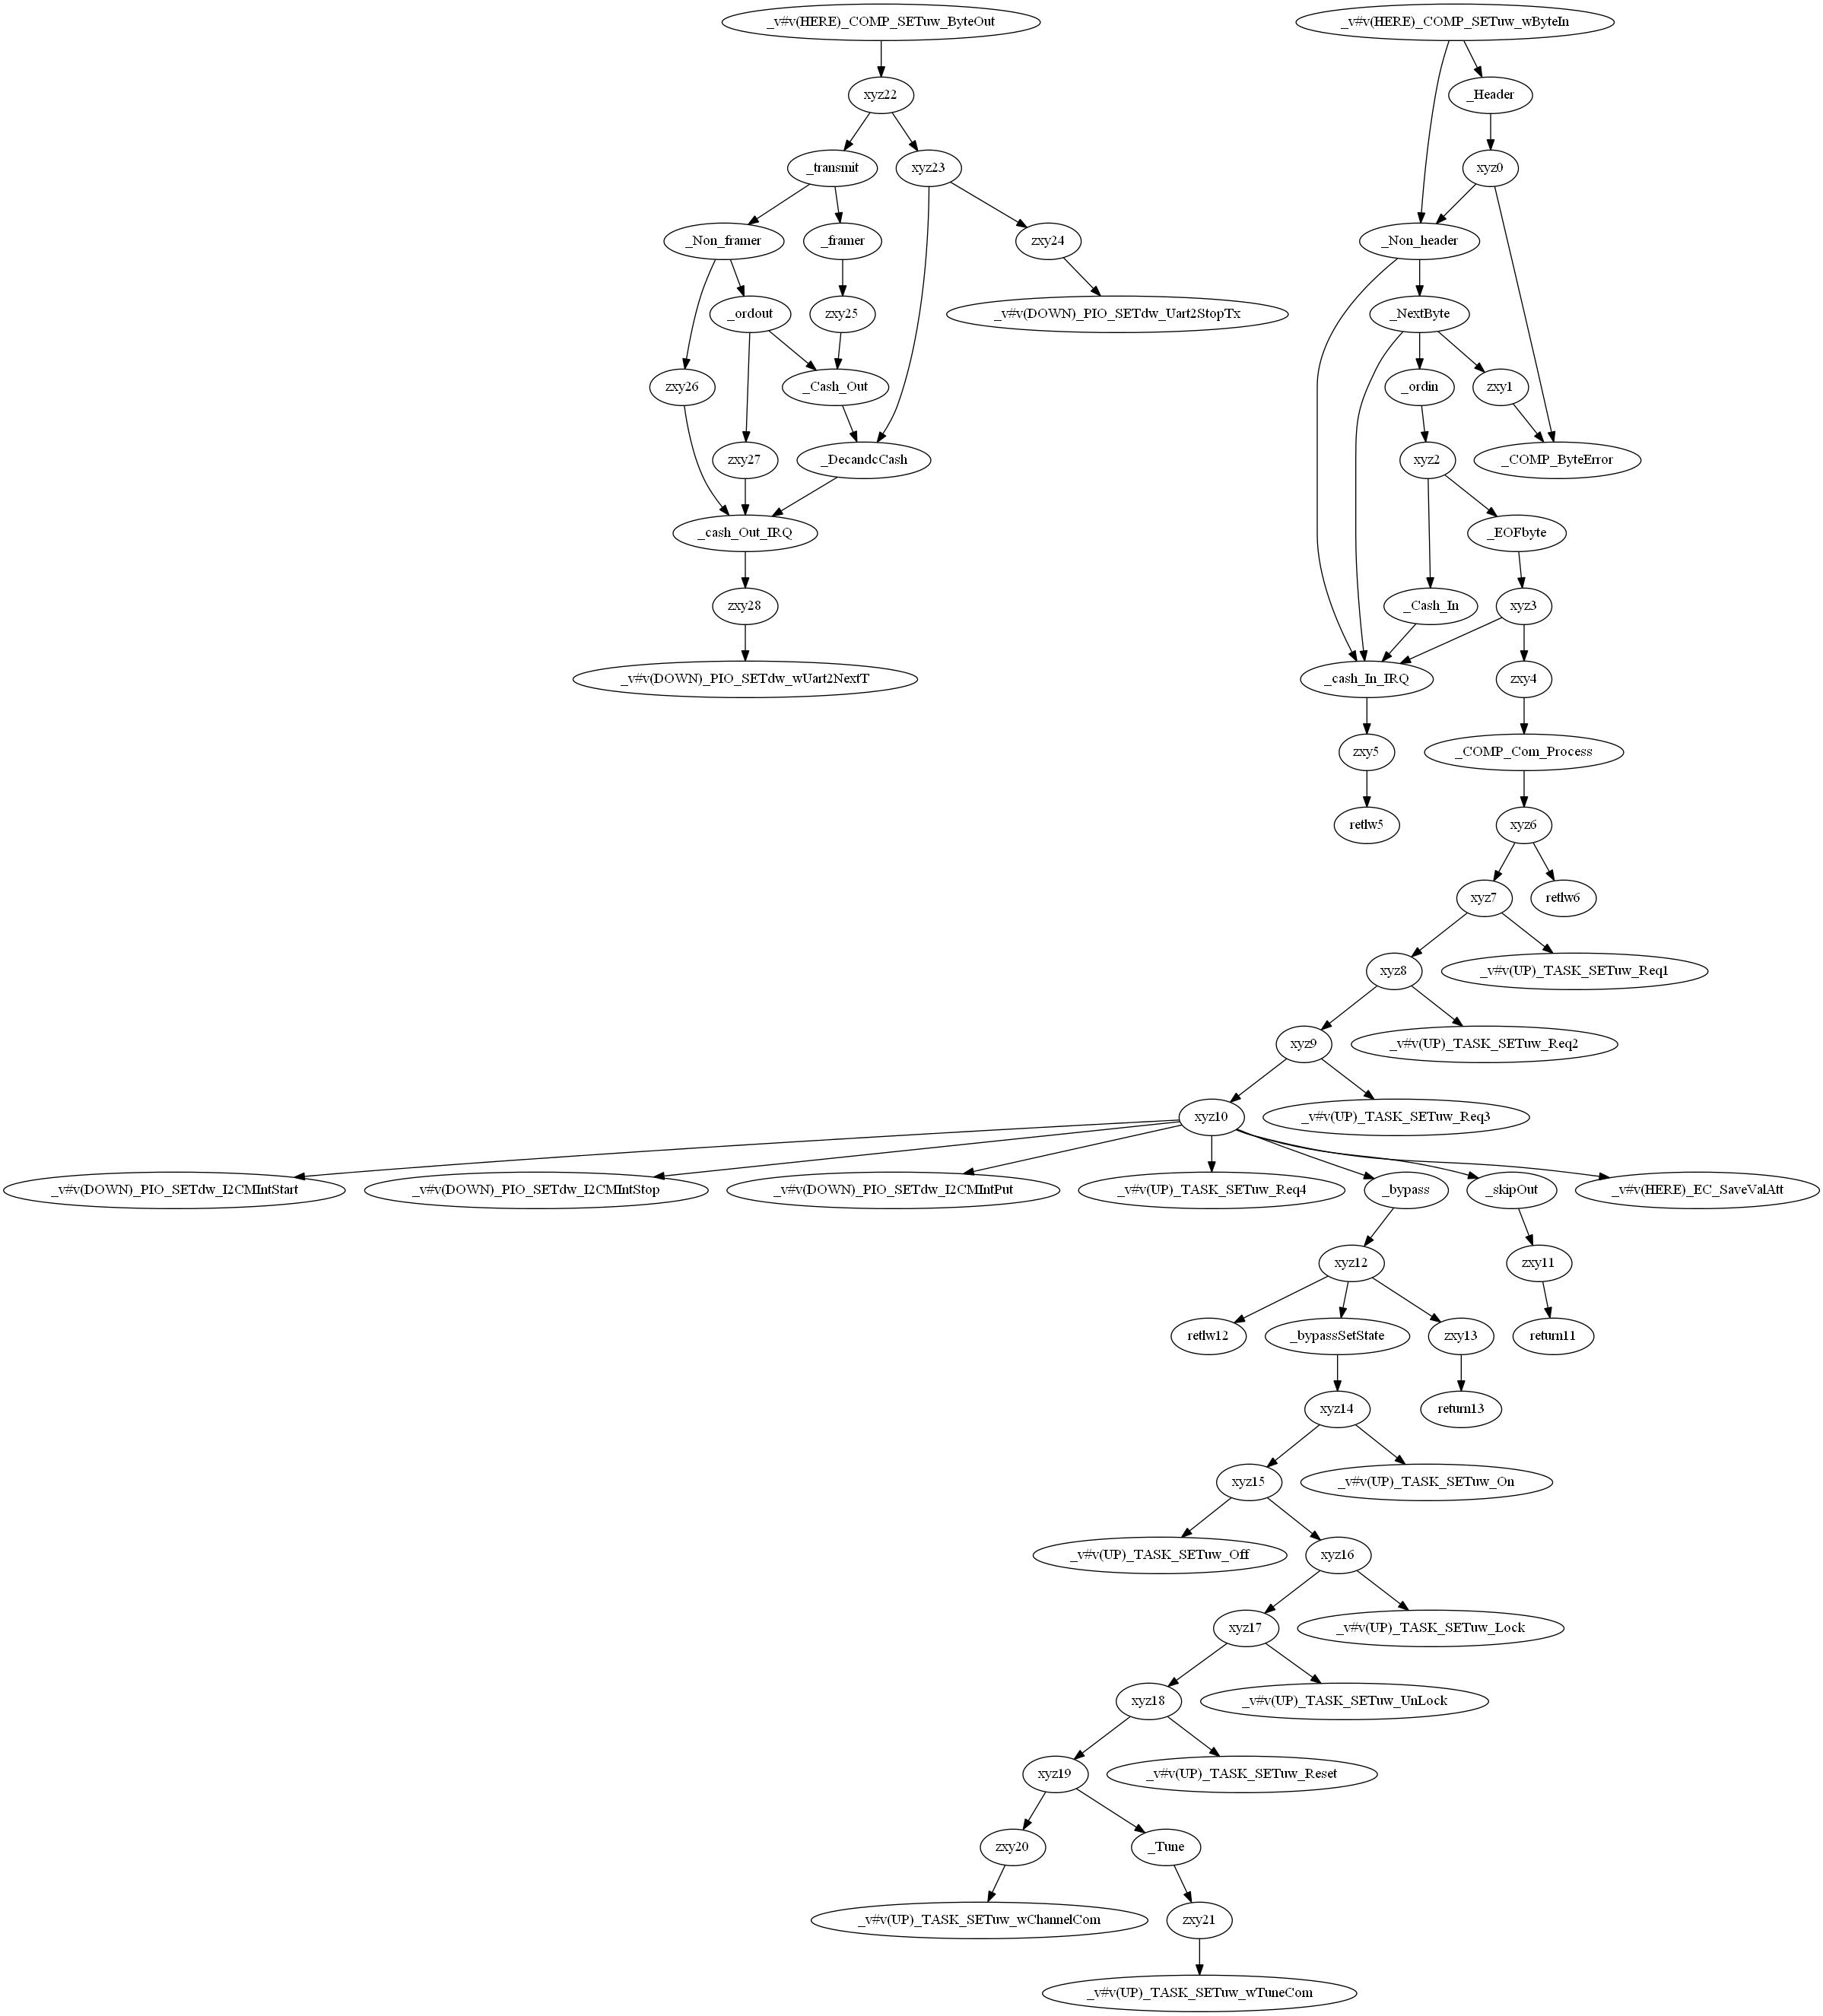 _v#v(HERE)_COMP_SETuw_ByteOut
_v#v(HERE)_COMP_SETuw_wByteIn
xyz22
_Header
_transmit
xyz23
xyz0
_Non_framer
_framer
zxy24
_Non_header
_ordout
zxy25
_v#v(DOWN)_PIO_SETdw_Uart2StopTx
_NextByte
zxy26
_Cash_Out
_ordin
zxy1
zxy27
_DecandcCash
xyz2
_COMP_ByteError
_cash_Out_IRQ
_EOFbyte
zxy28
_Cash_In
xyz3
_v#v(DOWN)_PIO_SETdw_wUart2NextT
_cash_In_IRQ
zxy4
zxy5
_COMP_Com_Process
retlw5
xyz6
xyz7
retlw6
xyz8
_v#v(UP)_TASK_SETuw_Req1
xyz9
_v#v(UP)_TASK_SETuw_Req2
xyz10
_v#v(UP)_TASK_SETuw_Req3
_v#v(DOWN)_PIO_SETdw_I2CMIntStart
_v#v(DOWN)_PIO_SETdw_I2CMIntStop
_v#v(DOWN)_PIO_SETdw_I2CMIntPut
_v#v(UP)_TASK_SETuw_Req4
_bypass
_skipOut
_v#v(HERE)_EC_SaveValAtt
xyz12
zxy11
retlw12
_bypassSetState
zxy13
return11
xyz14
return13
xyz15
_v#v(UP)_TASK_SETuw_On
_v#v(UP)_TASK_SETuw_Off
xyz16
xyz17
_v#v(UP)_TASK_SETuw_Lock
xyz18
_v#v(UP)_TASK_SETuw_UnLock
xyz19
_v#v(UP)_TASK_SETuw_Reset
zxy20
_Tune
_v#v(UP)_TASK_SETuw_wChannelCom
zxy21
_v#v(UP)_TASK_SETuw_wTuneCom